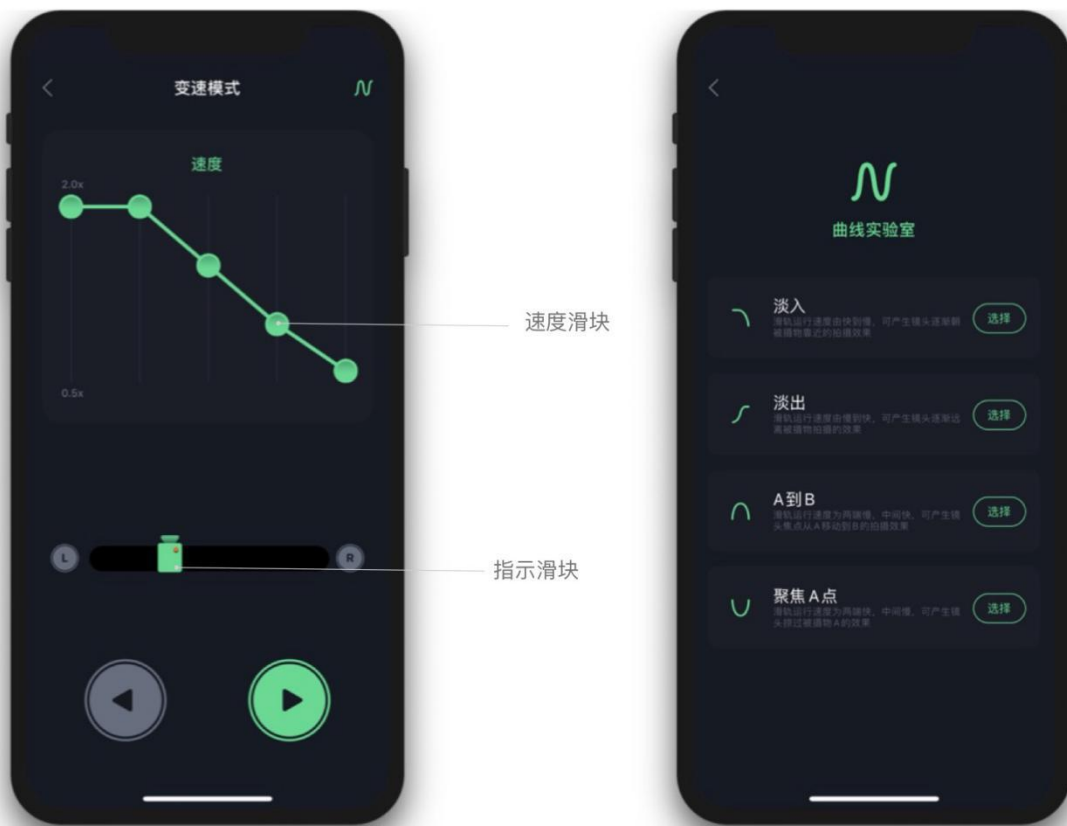 变速模式
速度
2.0x
0.5x
速度滑块
L
R
指示滑块
曲线实验室
淡入
滑轨运行速度由快到慢，可产生镜头逐渐朝
被摄物靠近的拍摄效果
选择
淡出
滑轨运行速度由慢到快，可产生镜头逐渐远
离被摄物拍摄的效果
选择
A到B
滑轨运行速度为两端慢，中间快，可产生镜
头焦点从A移动到B的拍摄效果
选择
聚焦A点
滑轨运行速度为两端快，中间慢，可产生镜
头掠过被摄物A的效果
选择